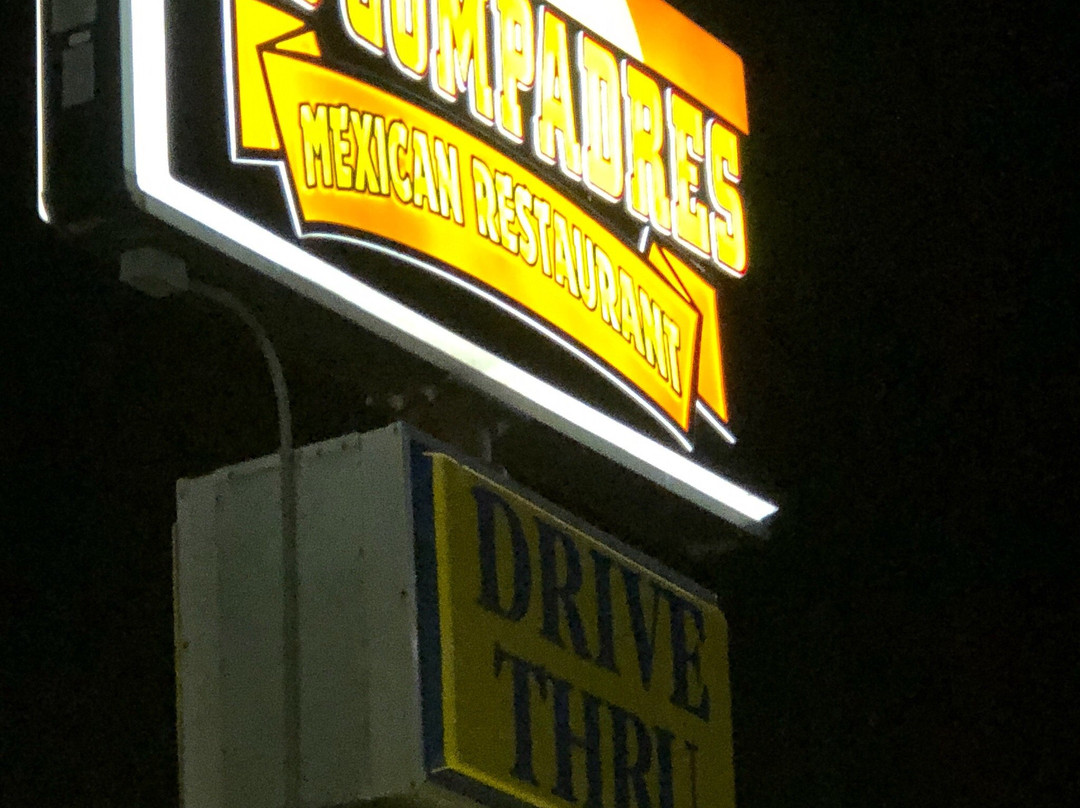 COMPADRES
MEXICAN RESTAURANT
DRIVE
THRU